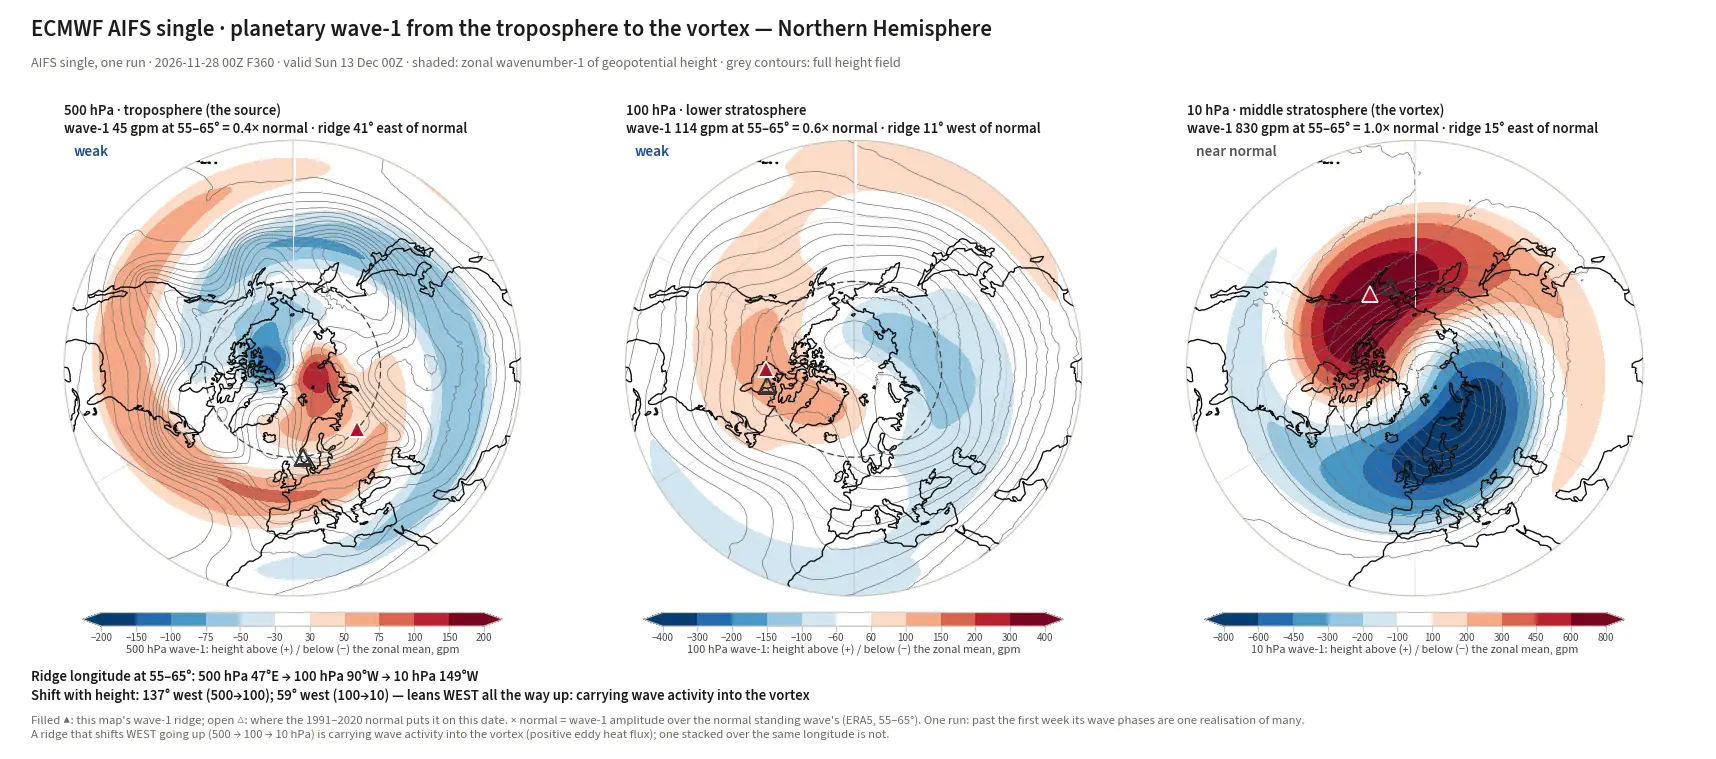 ECMWF AIFS single · planetary wave-1 from the troposphere to the vortex — Northern Hemisphere
AIFS single, one run · 2026-11-28 00Z F360 · valid Sun 13 Dec 00Z · shaded: zonal wavenumber-1 of geopotential height · grey contours: full height field
500 hPa · troposphere (the source)
wave-1 45 gpm at 55–65° = 0.4× normal · ridge 41° east of normal
weak
100 hPa · lower stratosphere
wave-1 114 gpm at 55–65° = 0.6× normal · ridge 11° west of normal
weak
10 hPa · middle stratosphere (the vortex)
wave-1 830 gpm at 55–65° = 1.0× normal · ridge 15° east of normal
near normal
−200 −150 −100 −75 −50 −30 30 50 75 100 150 200
500 hPa wave-1: height above (+) / below (−) the zonal mean, gpm
−400 −300 −200 −150 −100 −60 60 100 150 200 300 400
100 hPa wave-1: height above (+) / below (−) the zonal mean, gpm
−800 −600 −450 −300 −200 −100 100 200 300 450 600 800
10 hPa wave-1: height above (+) / below (−) the zonal mean, gpm
Ridge longitude at 55–65°: 500 hPa 47°E → 100 hPa 90°W → 10 hPa 149°W
Shift with height: 137° west (500→100); 59° west (100→10) — leans WEST all the way up: carrying wave activity into the vortex
Filled ▲: this map's wave-1 ridge; open △: where the 1991–2020 normal puts it on this date. × normal = wave-1 amplitude over the normal standing wave's (ERA5, 55–65°). One run: past the first week its wave phases are one realisation of many.
A ridge that shifts WEST going up (500 → 100 → 10 hPa) is carrying wave activity into the vortex (positive eddy heat flux); one stacked over the same longitude is not.